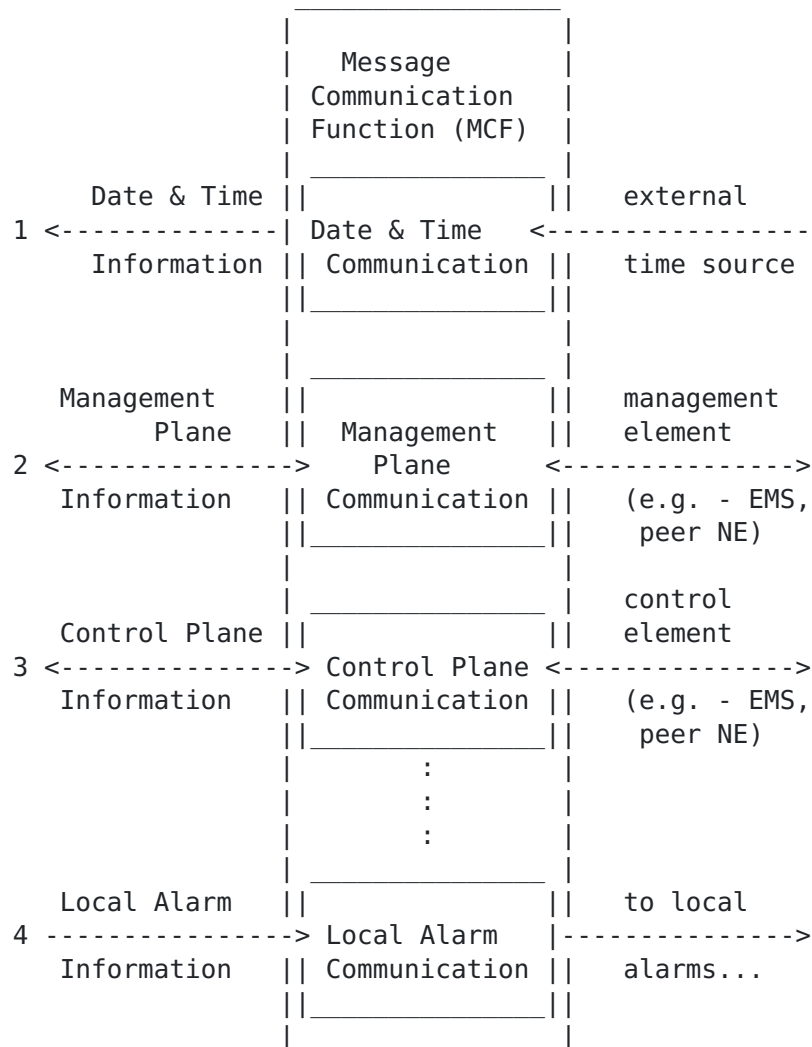 Message
Communication
Function (MCF)
Date & Time external
1 <--------------| Date & Time <-----------------
Information || Communication || time source
Management || || management
Plane || Management || element
2 <---------------> Plane <--------------->
Information || Communication || (e.g. - EMS,
peer NE)
control
Control Plane || || element
3 <---------------> Control Plane <--------------->
Information || Communication || (e.g. - EMS,
peer NE)
:
:
:
Local Alarm || || to local
4 ----------------> Local Alarm |--------------->
Information || Communication || alarms...